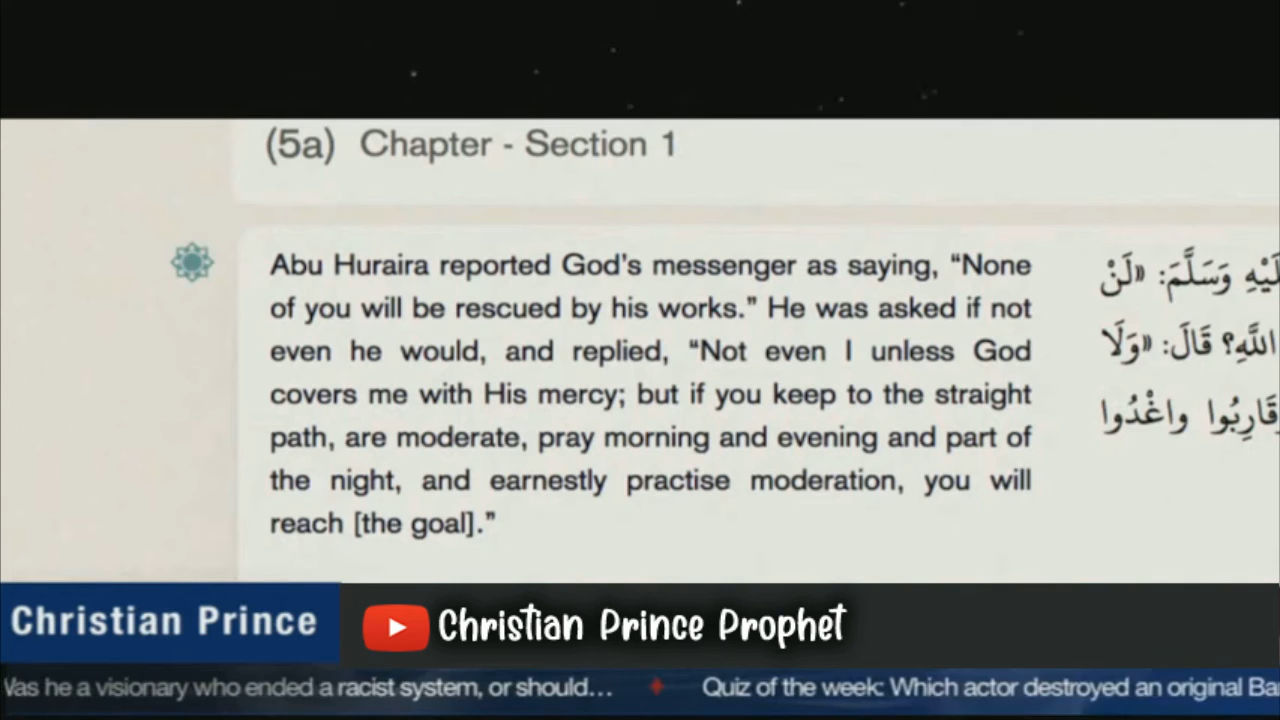 (5a) Chapter - Section 1
Abu Huraira reported God's messenger as saying, “None
of you will be rescued by his works.” He was asked if not
even he would, and replied, “Not even I unless God
covers me with His mercy; but if you keep to the straight
path, are moderate, pray morning and evening and part of
the night, and earnestly practise moderation, you will
reach [the goal].”
لَيْهِ وَسَلَّمَ: «لَنْ
اللَّهِ؟ قَالَ: «وَلَا
قَارِبُوا واغْدُوا
Christian Prince
Christian Prince Prophet
Was he a visionary who ended a racist system, or should... Quiz of the week: Which actor destroyed an original Ba